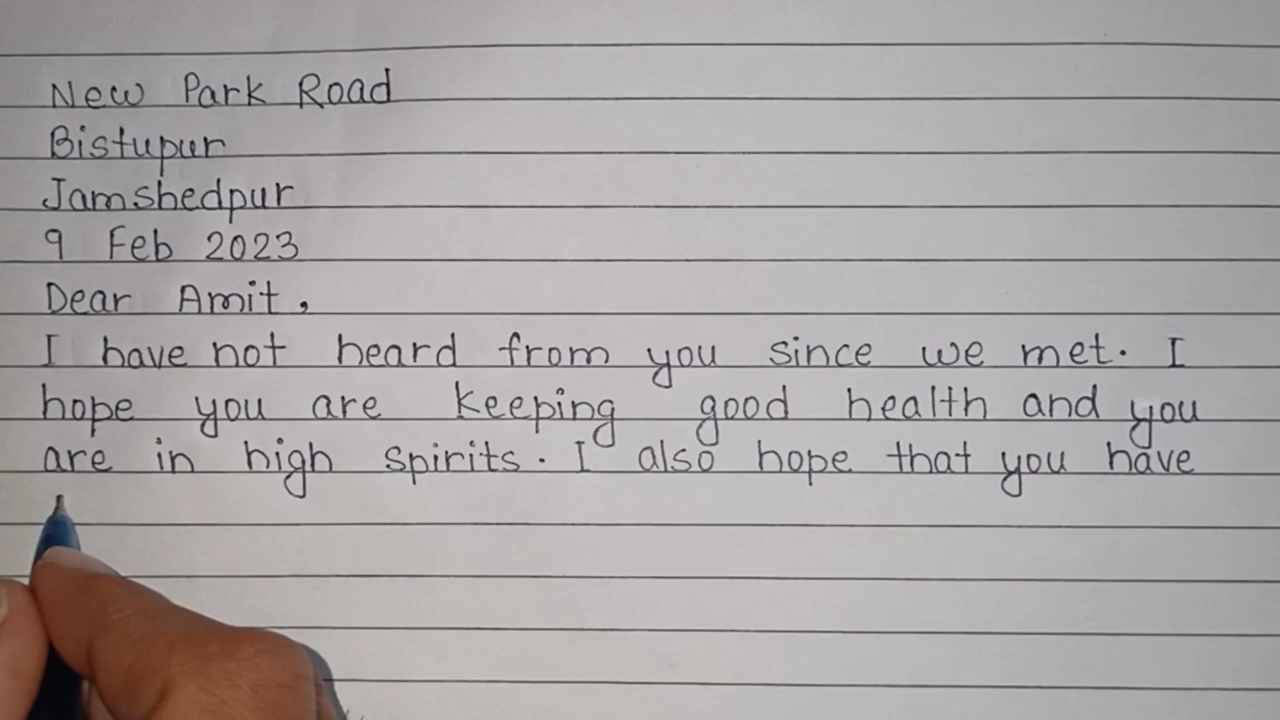 New Park Road
Bistupur
Jamshedpur
9 Feb 2023
Dear Amit,
I have not heard from you since we met. I
hope you are keeping good health and you
are in high spirits. I also hope that you have